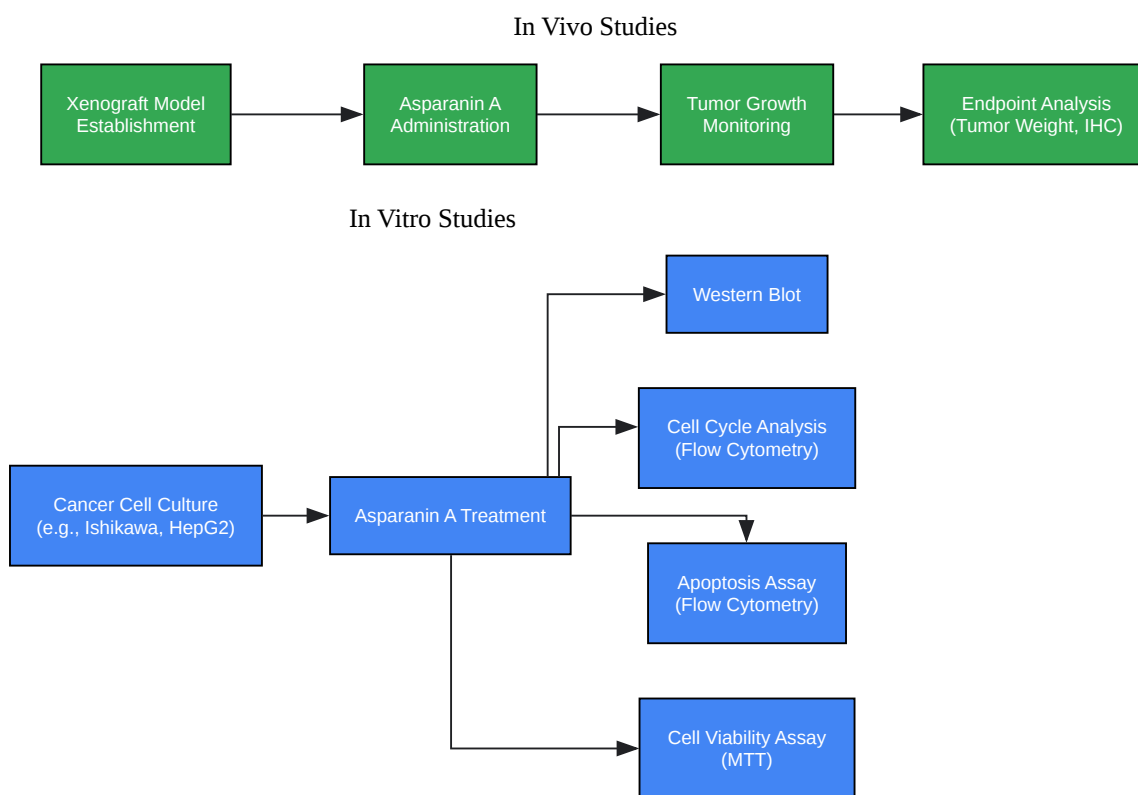 In Vivo Studies
Xenograft Model
Establishment
Asparanin A
Administration
Tumor Growth
Monitoring
Endpoint Analysis
(Tumor Weight, IHC)
In Vitro Studies
Western Blot
Cell Cycle Analysis
(Flow Cytometry)
Cancer Cell Culture
(e.g., Ishikawa, HepG2)
Asparanin A Treatment
Apoptosis Assay
(Flow Cytometry)
Cell Viability Assay
(MTT)